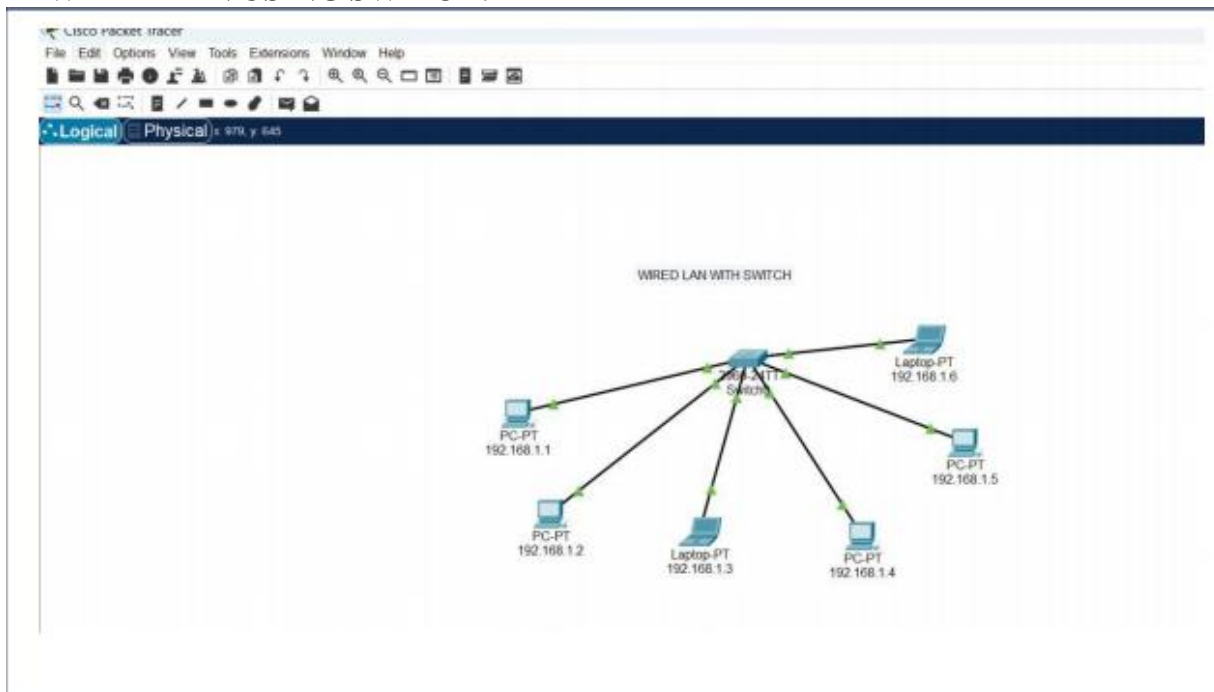 Cisco Packet Tracer
File Edit Options View Tools Extensions Window Help
Logical Physical x: 979, y: 645
WIRED LAN WITH SWITCH
Laptop-PT
192.168.1.6
24TT
PC-PT
192.168.1.1
PC-PT
192.168.1.5
PC-PT
192.168.1.2
Laptop-PT
192.168.1.3
PC-PT
192.168.1.4